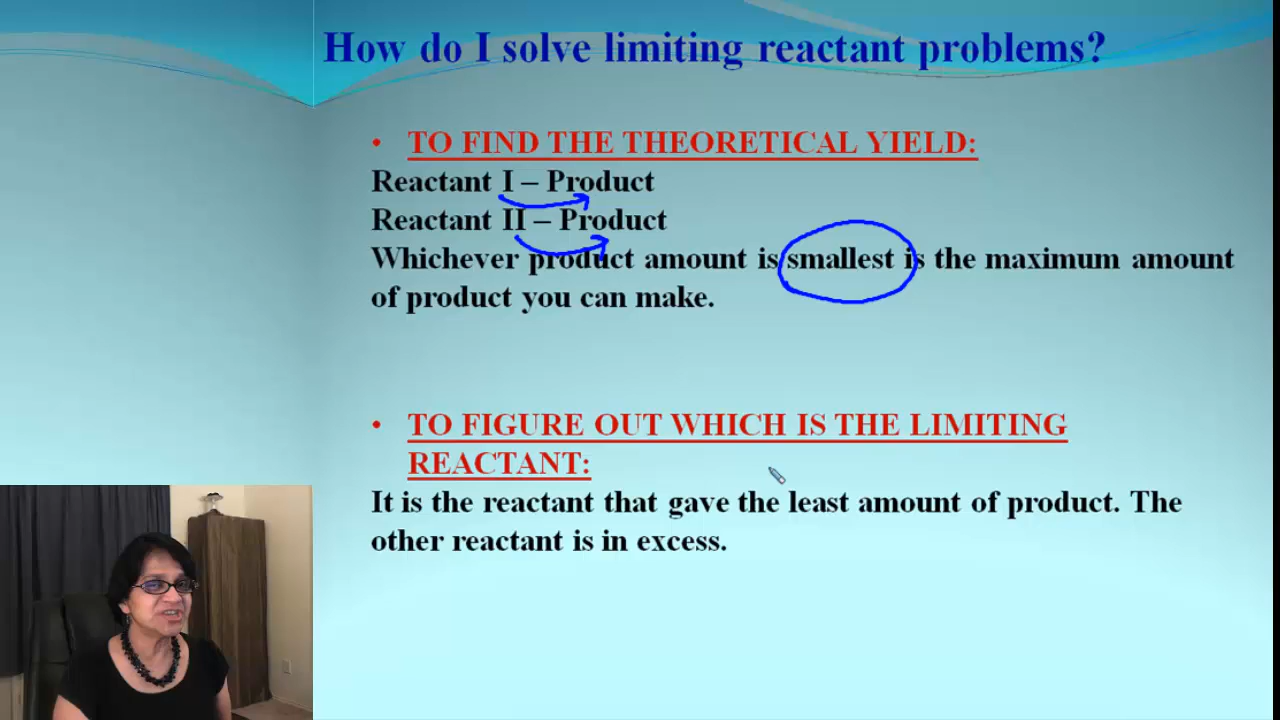 How do I solve limiting reactant problems?
• TO FIND THE THEORETICAL YIELD:
Reactant I – Product
Reactant II – Product
Whichever product amount is smallest is the maximum amount
of product you can make.
• TO FIGURE OUT WHICH IS THE LIMITING
REACTANT:
It is the reactant that gave the least amount of product. The
other reactant is in excess.